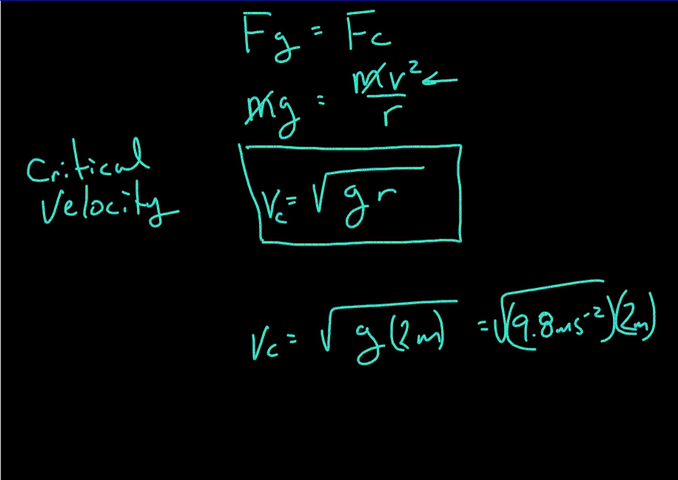 Fg = Fc
mg = mv²/r ←
Critical
Velocity
Vc = √gr
Vc = √g(2m) = √(9.8ms⁻²)(2m)